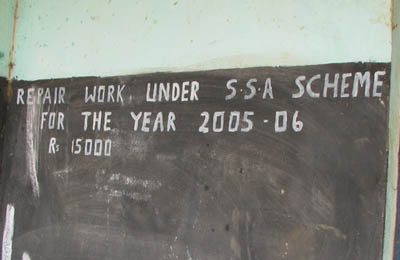 REPAIR WORK, UNDER S.S.A SCHEME
FOR THE YEAR 2005-06
Rs 15000